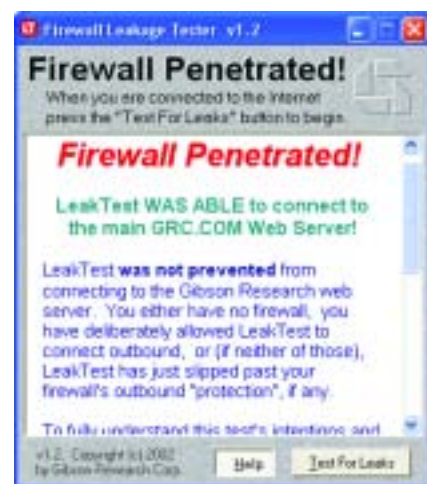 Firewall Leakage Tester v1.2
Firewall Penetrated!
When you are connected to the Internet
press the "Test For Leaks" button to begin.
Firewall Penetrated!
LeakTest WAS ABLE to connect to
the main GRC.COM Web Server!
LeakTest was not prevented from
connecting to the Gibson Research web
server. You either have no firewall, you
have deliberately allowed LeakTest to
connect outbound, or (if neither of those),
LeakTest has just slipped past your
firewall's outbound "protection", if any.
To fully understand this test's intentions and
v1.2, Copyright (c) 2002
by Gibson Research Corp.
Help
Test For Leaks